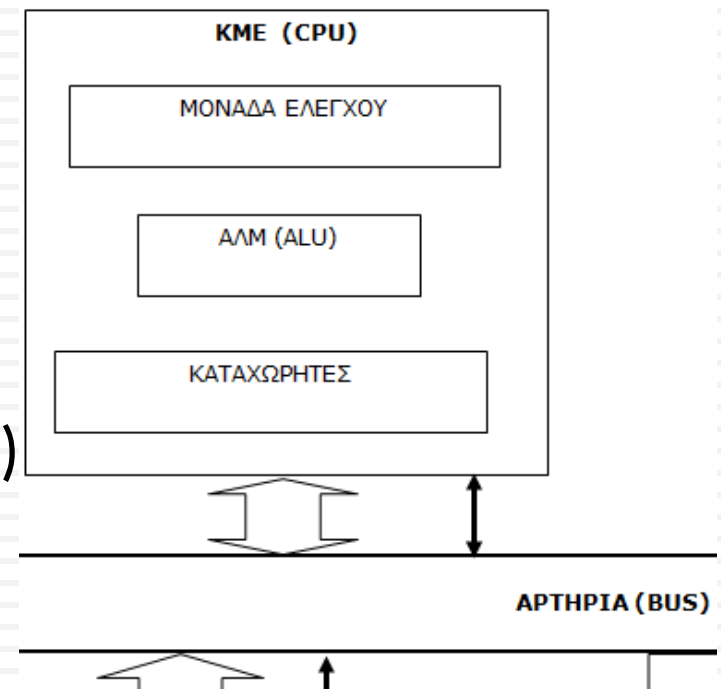 ΚΜΕ (CPU)
ΜΟΝΑΔΑ ΕΛΕΓΧΟΥ
ΑΛΜ (ALU)
ΚΑΤΑΧΩΡΗΤΕΣ
)
ΑΡΤΗΡΙΑ (BUS)